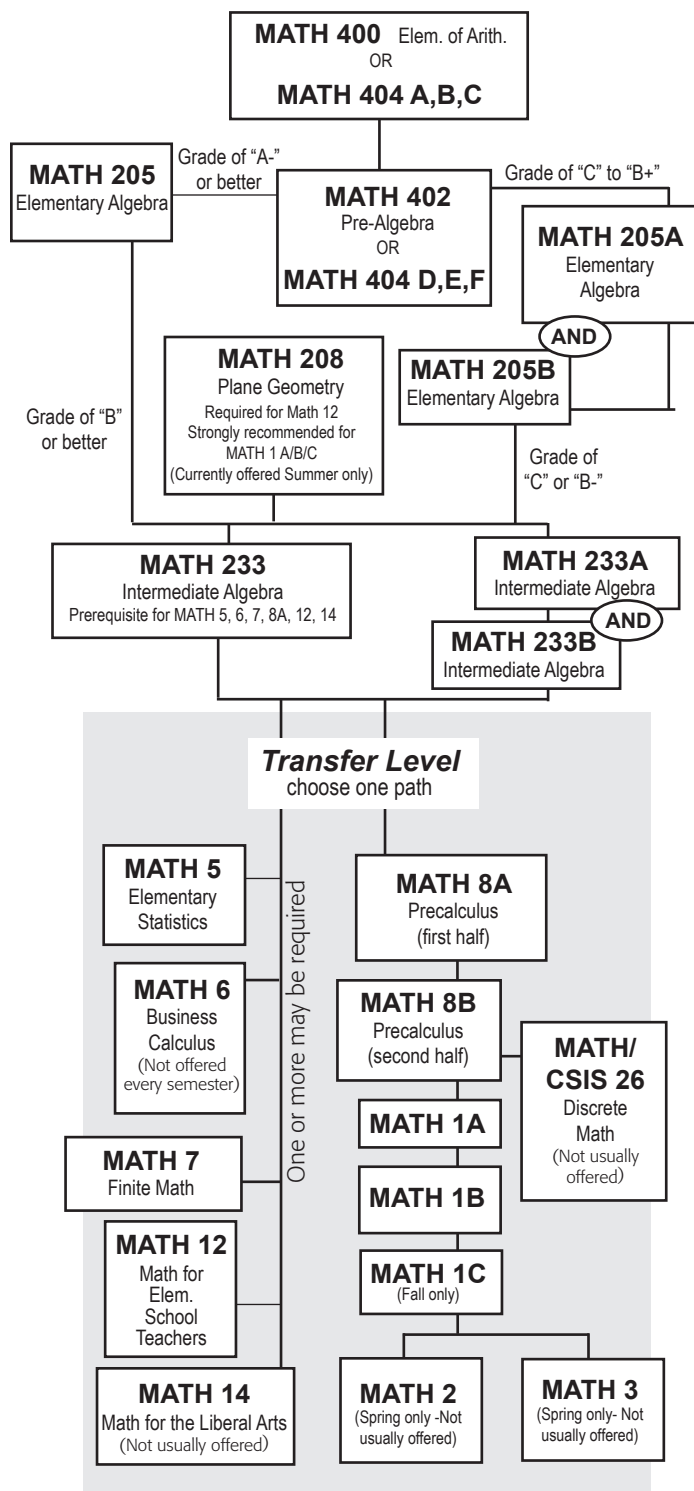 MATH 400 Elem. of Arith.
OR
MATH 404 A,B,C
MATH 205
Elementary Algebra
Grade of “A-”
or better
MATH 402
Pre-Algebra
OR
MATH 404 D,E,F
Grade of “C” to “B+”
MATH 205A
Elementary
Algebra
AND
MATH 205B
Elementary Algebra
MATH 208
Plane Geometry
Required for Math 12
Strongly recommended for
MATH 1 A/B/C
(Currently offered Summer only)
Grade of “B”
or better
Grade of
“C” or “B-”
MATH 233
Intermediate Algebra
Prerequisite for MATH 5, 6, 7, 8A, 12, 14
MATH 233A
Intermediate Algebra
AND
MATH 233B
Intermediate Algebra
Transfer Level
choose one path
MATH 5
Elementary
Statistics
MATH 6
Business
Calculus
(Not offered
every semester)
MATH 7
Finite Math
MATH 12
Math for
Elem.
School
Teachers
MATH 14
Math for the Liberal Arts
(Not usually offered)
One or more may be required
MATH 8A
Precalculus
(first half)
MATH 8B
Precalculus
(second half)
MATH/
CSIS 26
Discrete
Math
(Not usually
offered)
MATH 1A
MATH 1B
MATH 1C
(Fall only)
MATH 2
(Spring only -Not
usually offered)
MATH 3
(Spring only- Not
usually offered)